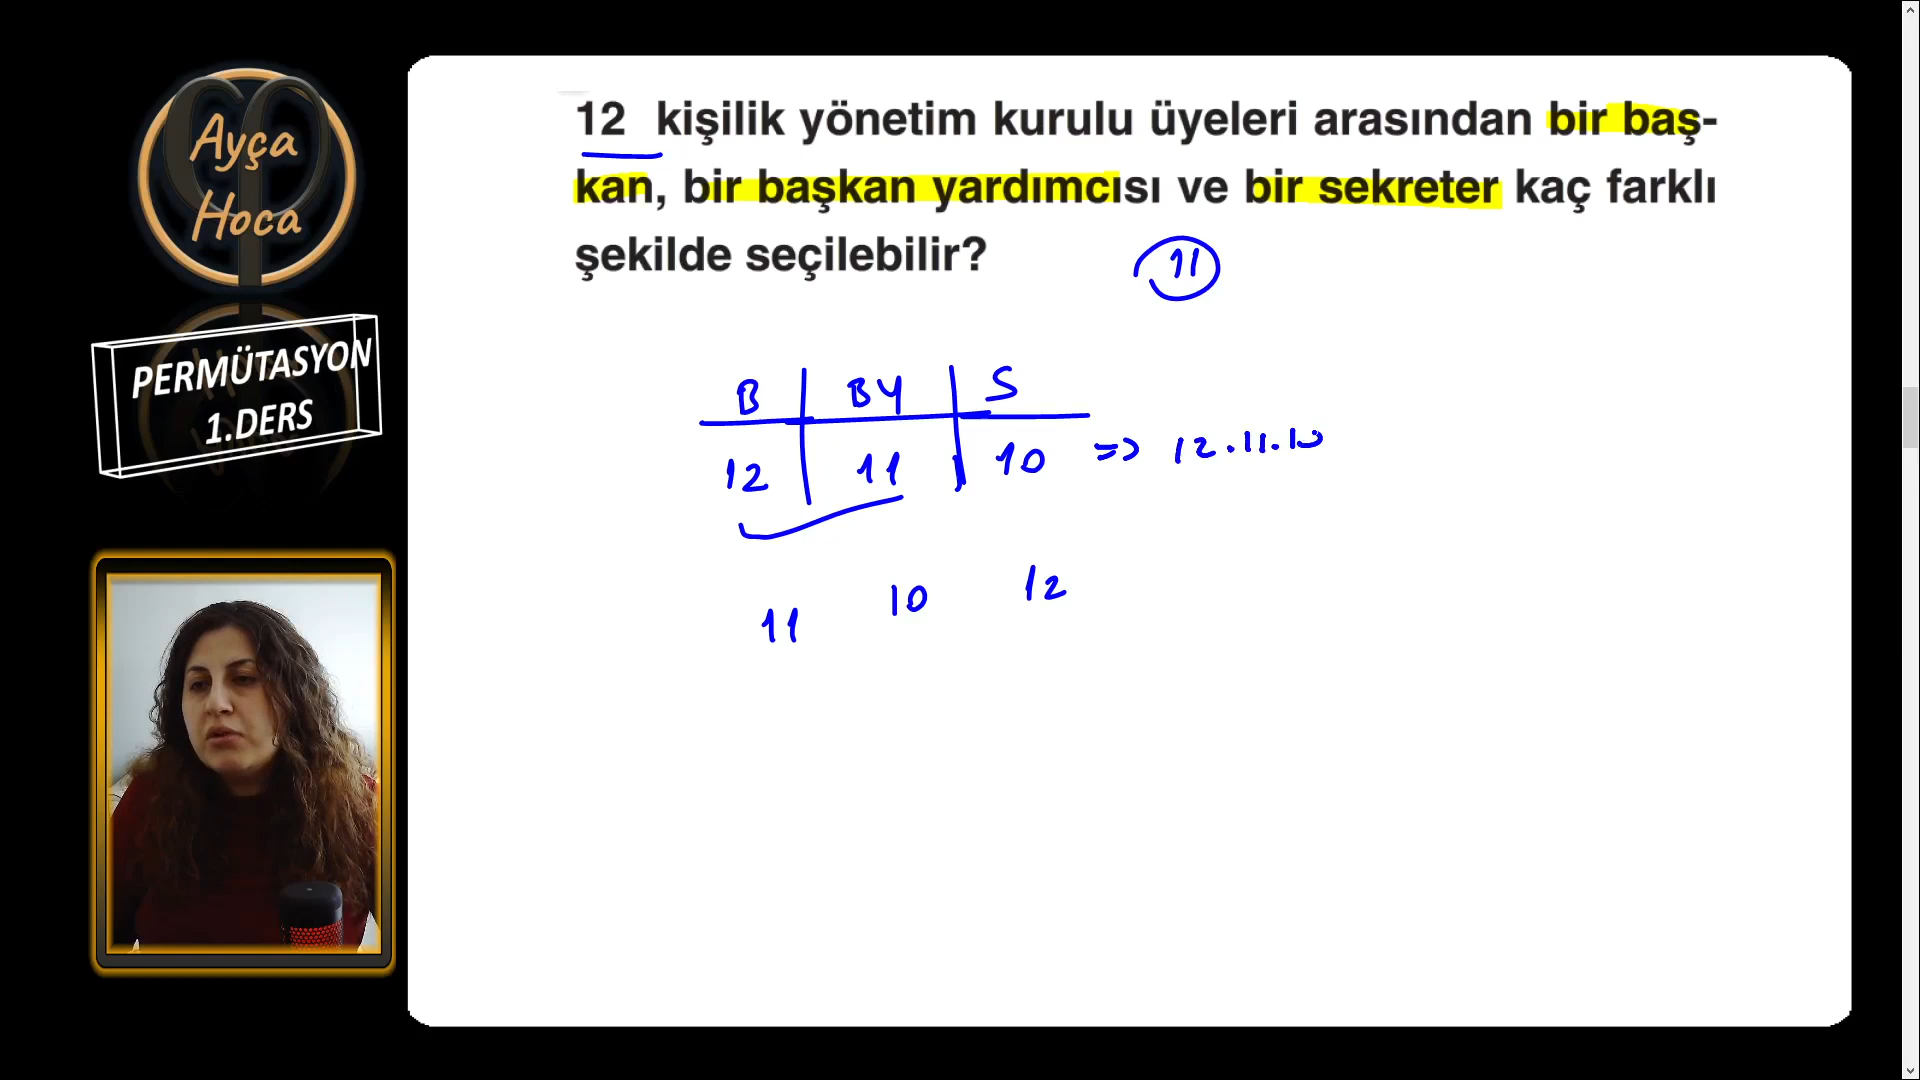 Ayça
Hoca
PERMÜTASYON
1.DERS
12 kişilik yönetim kurulu üyeleri arasından bir baş-
kan, bir başkan yardımcısı ve bir sekreter kaç farklı
şekilde seçilebilir?
11
B BY S
12 11 10 => 12.11.10
11 10 12